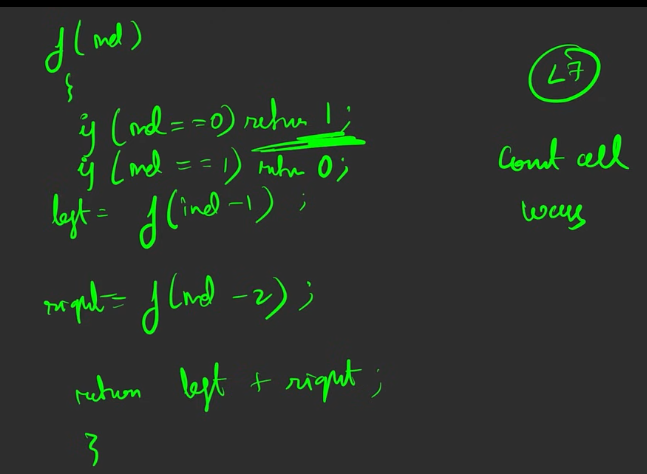 f(ind)
{
if (ind==0) return 1;
if (ind==1) return 0;
left = f(ind-1);
right = f(ind-2);
return left + right;
}
L7
Count all
ways